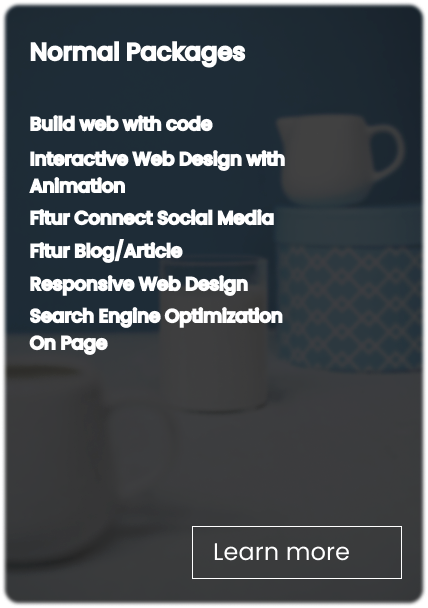 Normal Packages
Build web with code
Interactive Web Design with
Animation
Fitur Connect Social Media
Fitur Blog/Article
Responsive Web Design
Search Engine Optimization
On Page
Learn more